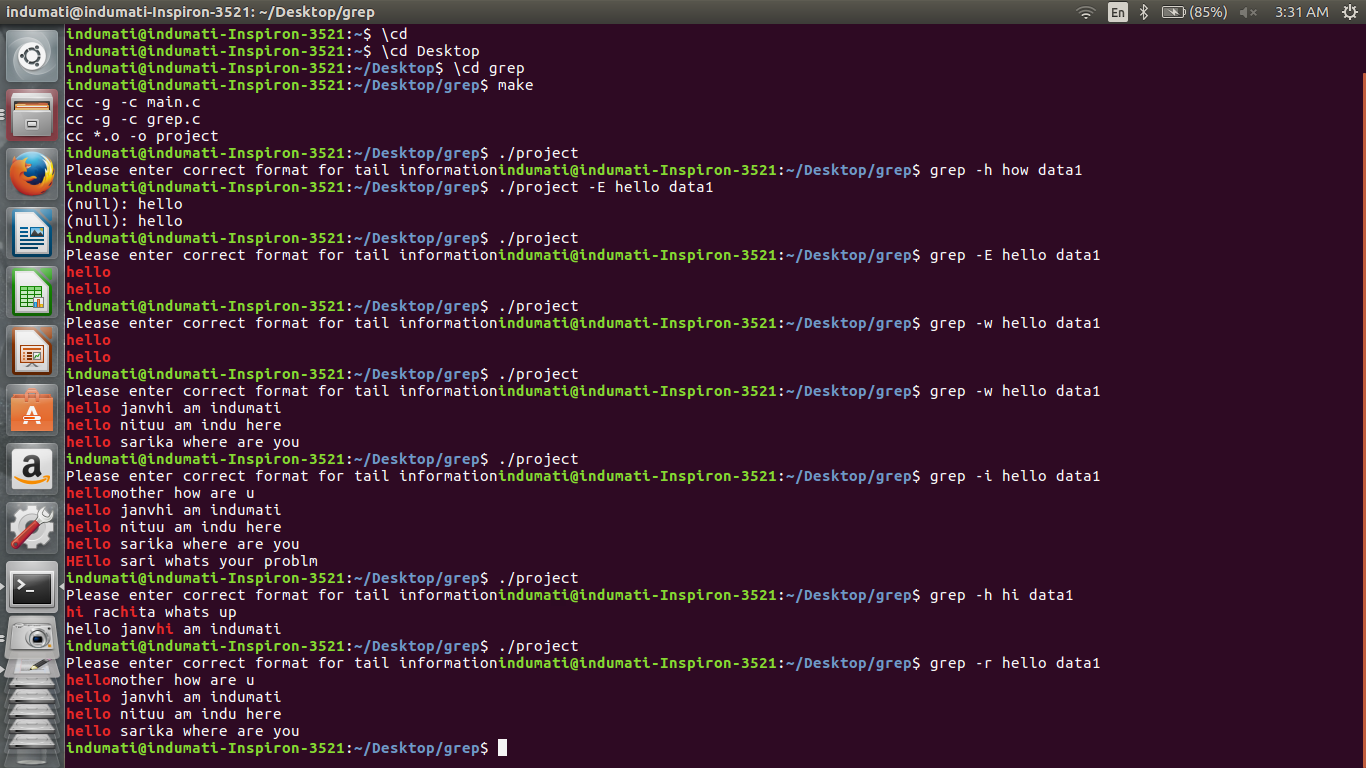 indumati@indumati-Inspiron-3521: ~/Desktop/grep
En
(85%)
3:31 AM
indumati@indumati-Inspiron-3521:~$ \cd
indumati@indumati-Inspiron-3521:~$ \cd Desktop
indumati@indumati-Inspiron-3521:~/Desktop$ \cd grep
indumati@indumati-Inspiron-3521:~/Desktop/grep$ make
cc -g -c main.c
cc -g -c grep.c
cc *.o -o project
indumati@indumati-Inspiron-3521:~/Desktop/grep$ ./project
Please enter correct format for tail informationindumati@indumati-Inspiron-3521:~/Desktop/grep$ grep -h how data1
indumati@indumati-Inspiron-3521:~/Desktop/grep$ ./project -E hello data1
(null): hello
(null): hello
indumati@indumati-Inspiron-3521:~/Desktop/grep$ ./project
Please enter correct format for tail informationindumati@indumati-Inspiron-3521:~/Desktop/grep$ grep -E hello data1
hello
hello
indumati@indumati-Inspiron-3521:~/Desktop/grep$ ./project
Please enter correct format for tail informationindumati@indumati-Inspiron-3521:~/Desktop/grep$ grep -w hello data1
hello
hello
indumati@indumati-Inspiron-3521:~/Desktop/grep$ ./project
Please enter correct format for tail informationindumati@indumati-Inspiron-3521:~/Desktop/grep$ grep -w hello data1
hello janvhi am indumati
hello nituu am indu here
hello sarika where are you
indumati@indumati-Inspiron-3521:~/Desktop/grep$ ./project
Please enter correct format for tail informationindumati@indumati-Inspiron-3521:~/Desktop/grep$ grep -i hello data1
hellomother how are u
hello janvhi am indumati
hello nituu am indu here
hello sarika where are you
HEllo sari whats your problm
indumati@indumati-Inspiron-3521:~/Desktop/grep$ ./project
Please enter correct format for tail informationindumati@indumati-Inspiron-3521:~/Desktop/grep$ grep -h hi data1
hi rachita whats up
hello janvhi am indumati
indumati@indumati-Inspiron-3521:~/Desktop/grep$ ./project
Please enter correct format for tail informationindumati@indumati-Inspiron-3521:~/Desktop/grep$ grep -r hello data1
hellomother how are u
hello janvhi am indumati
hello nituu am indu here
hello sarika where are you
indumati@indumati-Inspiron-3521:~/Desktop/grep$